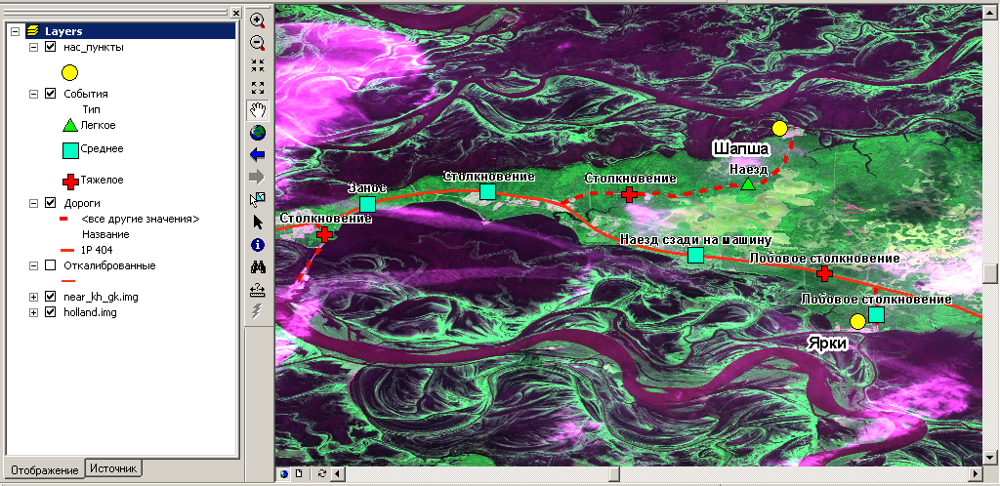 Layers
нас_пункты
События
Тип
Легкое
Среднее
Тяжелое
Дороги
<все другие значения>
Название
1Р 404
Откалиброванные
near_kh_gk.img
holland.img
Отображение Источник
Шапша
Наезд
Столкновение
Столкновение
Занос
Столкновение
Наезд сзади на машину
Лобовое столкновение
Лобовое столкновение
Ярки